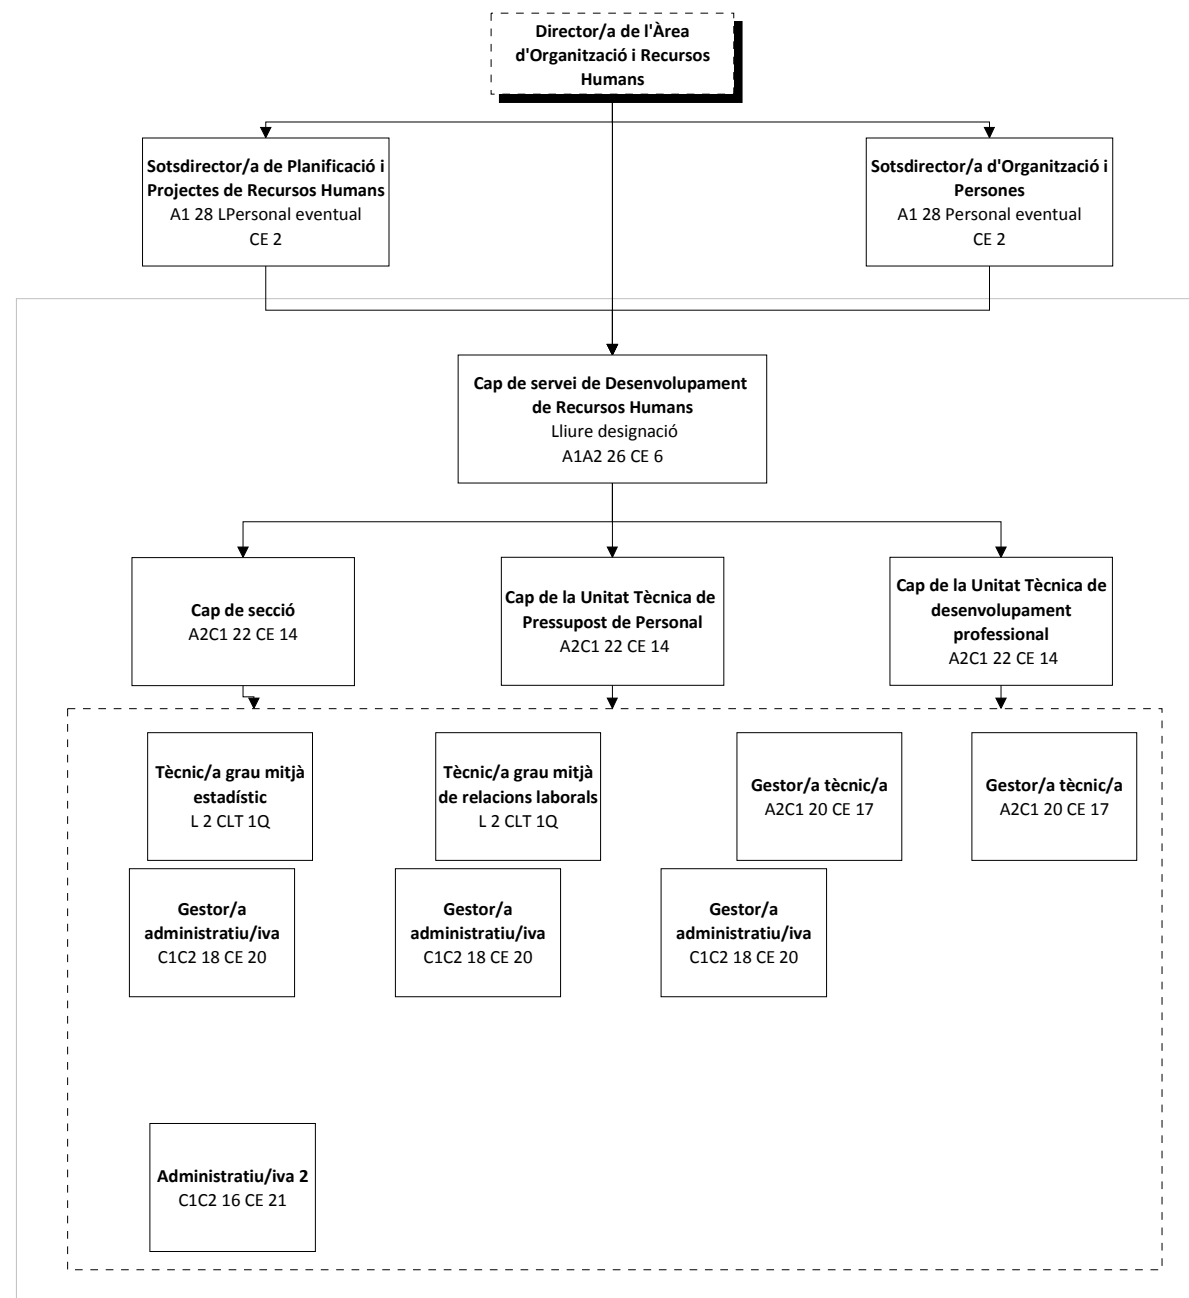 Director/a de l'Àrea
d'Organització i Recursos
Humans
Sotsdirector/a de Planificació i
Projectes de Recursos Humans
A1 28 LPersonal eventual
CE 2
Sotsdirector/a d'Organització i
Persones
A1 28 Personal eventual
CE 2
Cap de servei de Desenvolupament
de Recursos Humans
Lliure designació
A1A2 26 CE 6
Cap de secció
A2C1 22 CE 14
Cap de la Unitat Tècnica de
Pressupost de Personal
A2C1 22 CE 14
Cap de la Unitat Tècnica de
desenvolupament
professional
A2C1 22 CE 14
Tècnic/a grau mitjà
estadístic
L 2 CLT 1Q
Tècnic/a grau mitjà
de relacions laborals
L 2 CLT 1Q
Gestor/a tècnic/a
A2C1 20 CE 17
Gestor/a tècnic/a
A2C1 20 CE 17
Gestor/a
administratiu/iva
C1C2 18 CE 20
Gestor/a
administratiu/iva
C1C2 18 CE 20
Gestor/a
administratiu/iva
C1C2 18 CE 20
Administratiu/iva 2
C1C2 16 CE 21